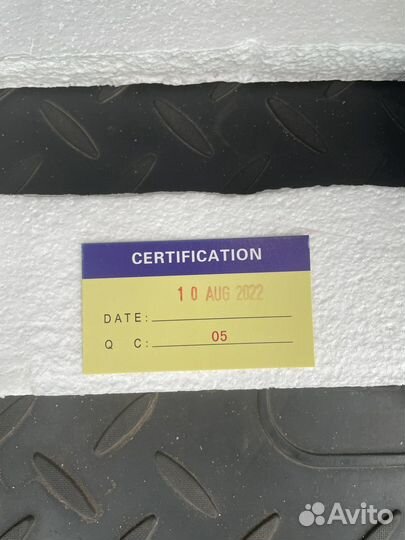 CERTIFICATION
10 AUG 2022
DATE:
Q C: 05
Avito